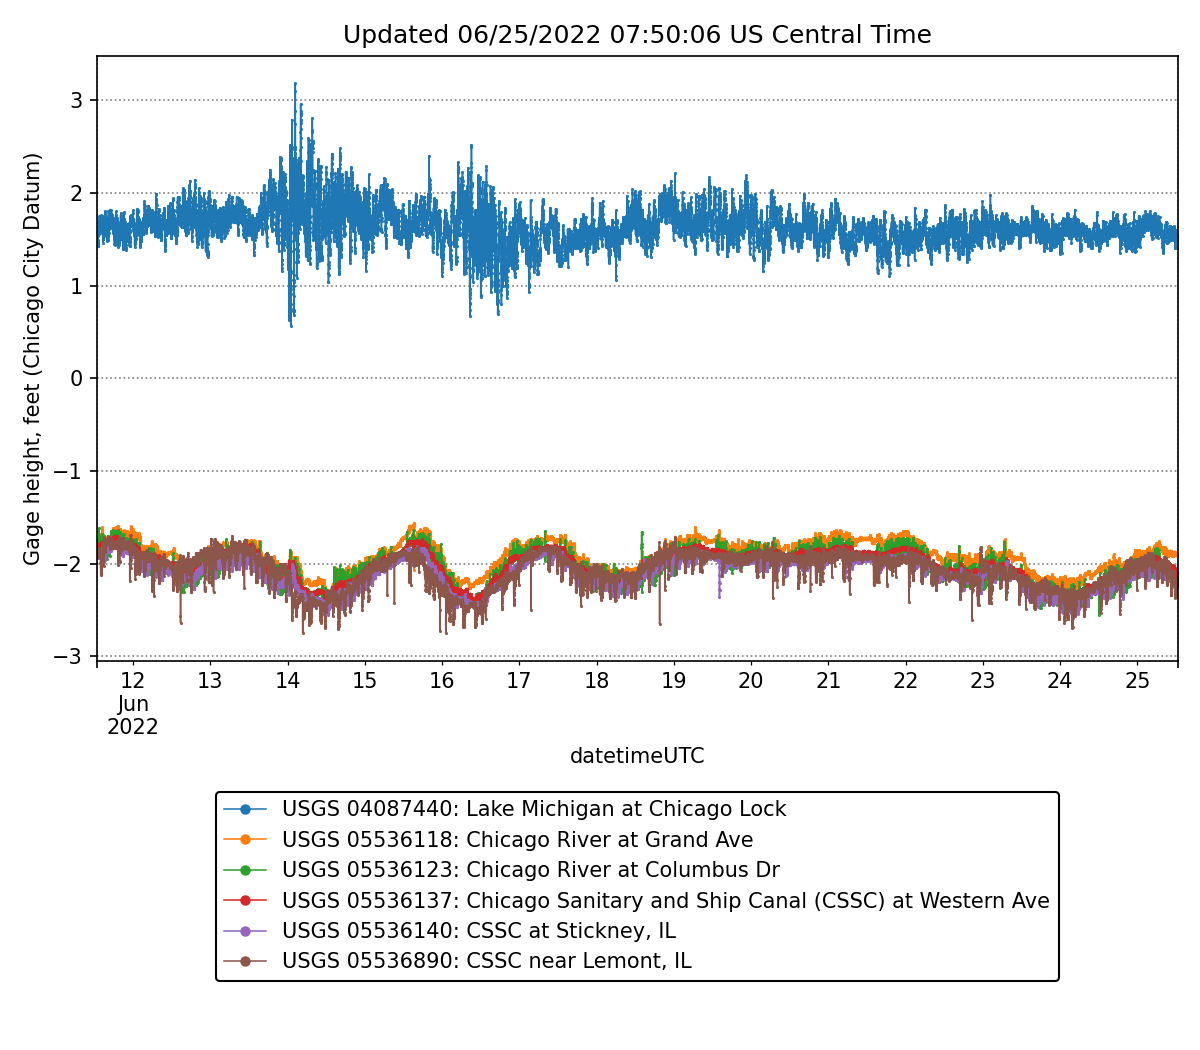 Updated 06/25/2022 07:50:06 US Central Time
Gage height, feet (Chicago City Datum)
3
2
1
0
−1
−2
−3
12 13 14 15 16 17 18 19 20 21 22 23 24 25
Jun
2022
datetimeUTC
USGS 04087440: Lake Michigan at Chicago Lock
USGS 05536118: Chicago River at Grand Ave
USGS 05536123: Chicago River at Columbus Dr
USGS 05536137: Chicago Sanitary and Ship Canal (CSSC) at Western Ave
USGS 05536140: CSSC at Stickney, IL
USGS 05536890: CSSC near Lemont, IL